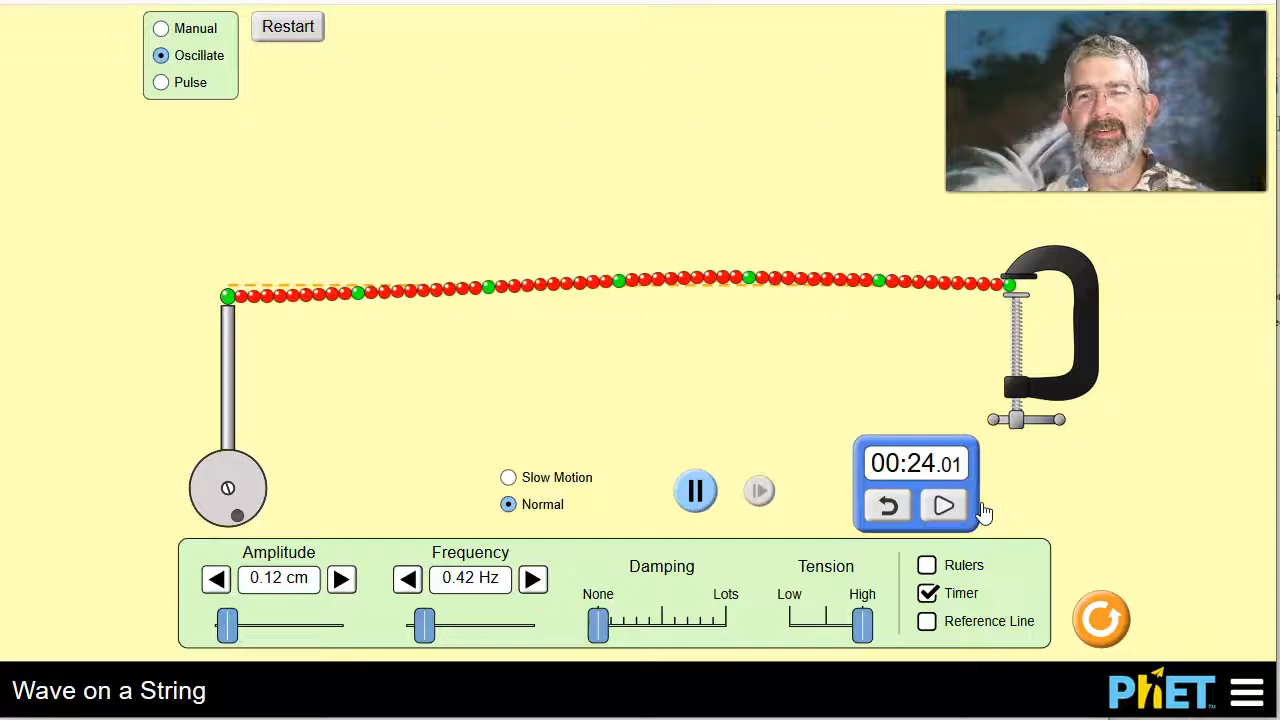 Manual
Restart
Oscillate
Pulse
00:24.01
Slow Motion
Normal
Amplitude
0.12 cm
Frequency
0.42 Hz
Damping
None
Lots
Tension
Low
High
Rulers
Timer
Reference Line
Wave on a String
PhET